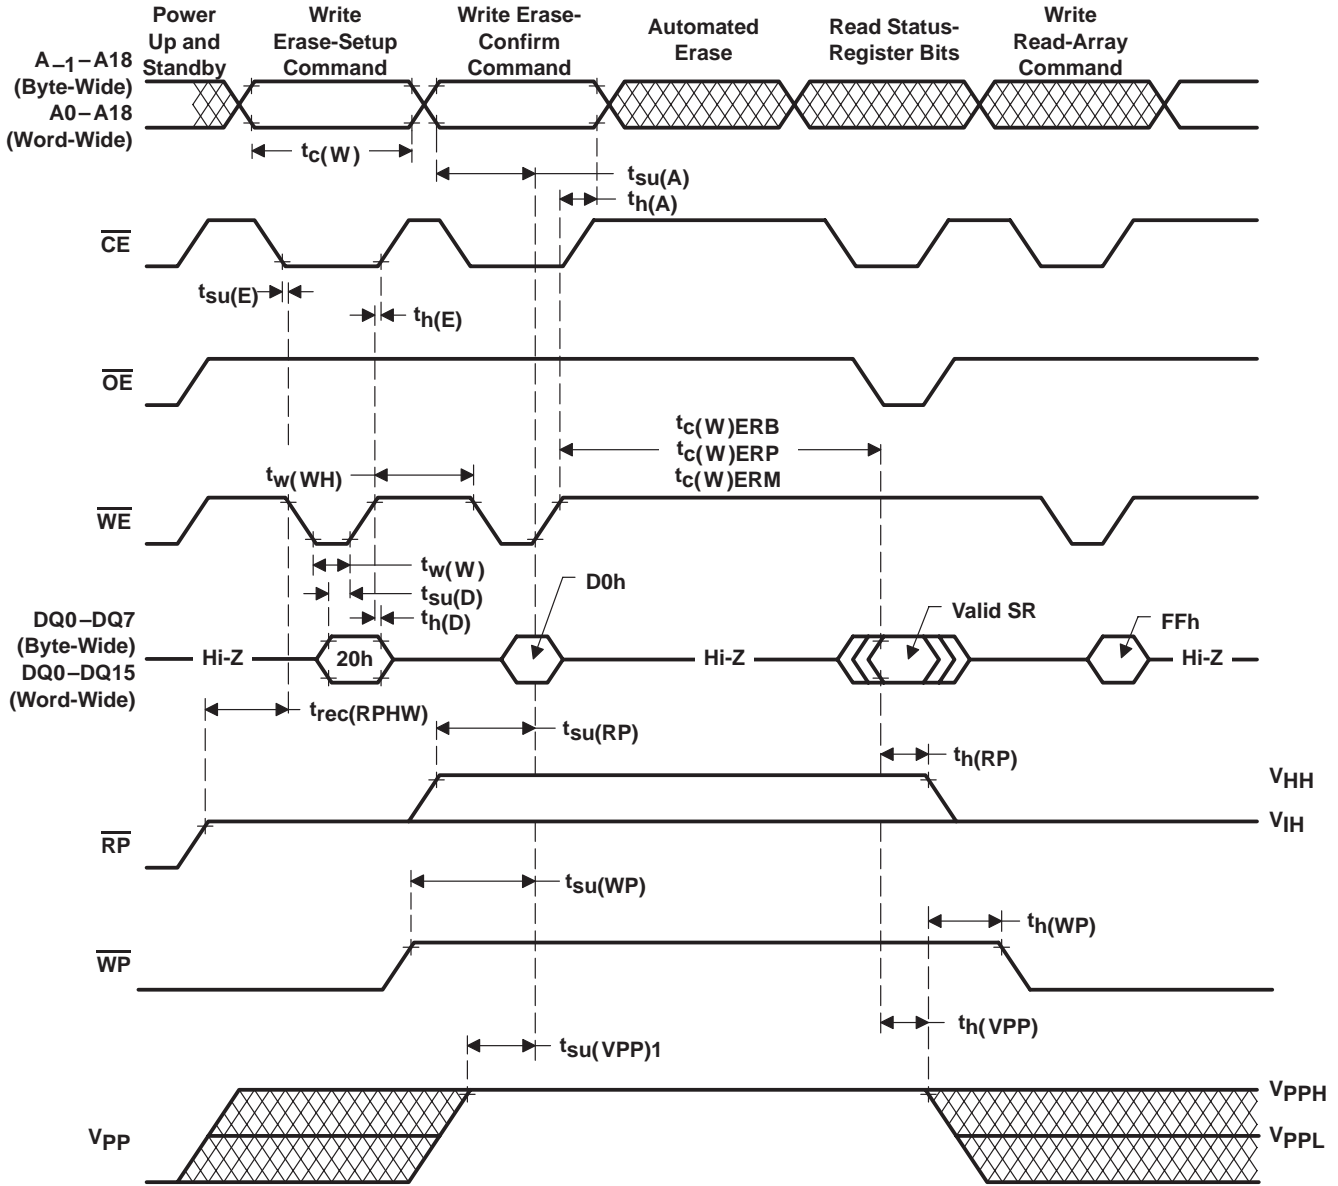 Power
Up and
Standby
Write
Erase-Setup
Command
Write Erase-
Confirm
Command
Automated
Erase
Read Status-
Register Bits
Write
Read-Array
Command
A–1–A18
(Byte-Wide)
A0–A18
(Word-Wide)
tc(W)
tsu(A)
th(A)
CE
tsu(E)
th(E)
OE
tc(W)ERB
tc(W)ERP
tc(W)ERM
tw(WH)
WE
tw(W)
tsu(D)
th(D)
D0h
Valid SR
FFh
DQ0–DQ7
(Byte-Wide)
DQ0–DQ15
(Word-Wide)
Hi-Z
20h
Hi-Z
Hi-Z
trec(RPHW)
tsu(RP)
th(RP)
VHH
VIH
RP
tsu(WP)
th(WP)
WP
th(VPP)
tsu(VPP)1
VPPH
VPP
VPPL